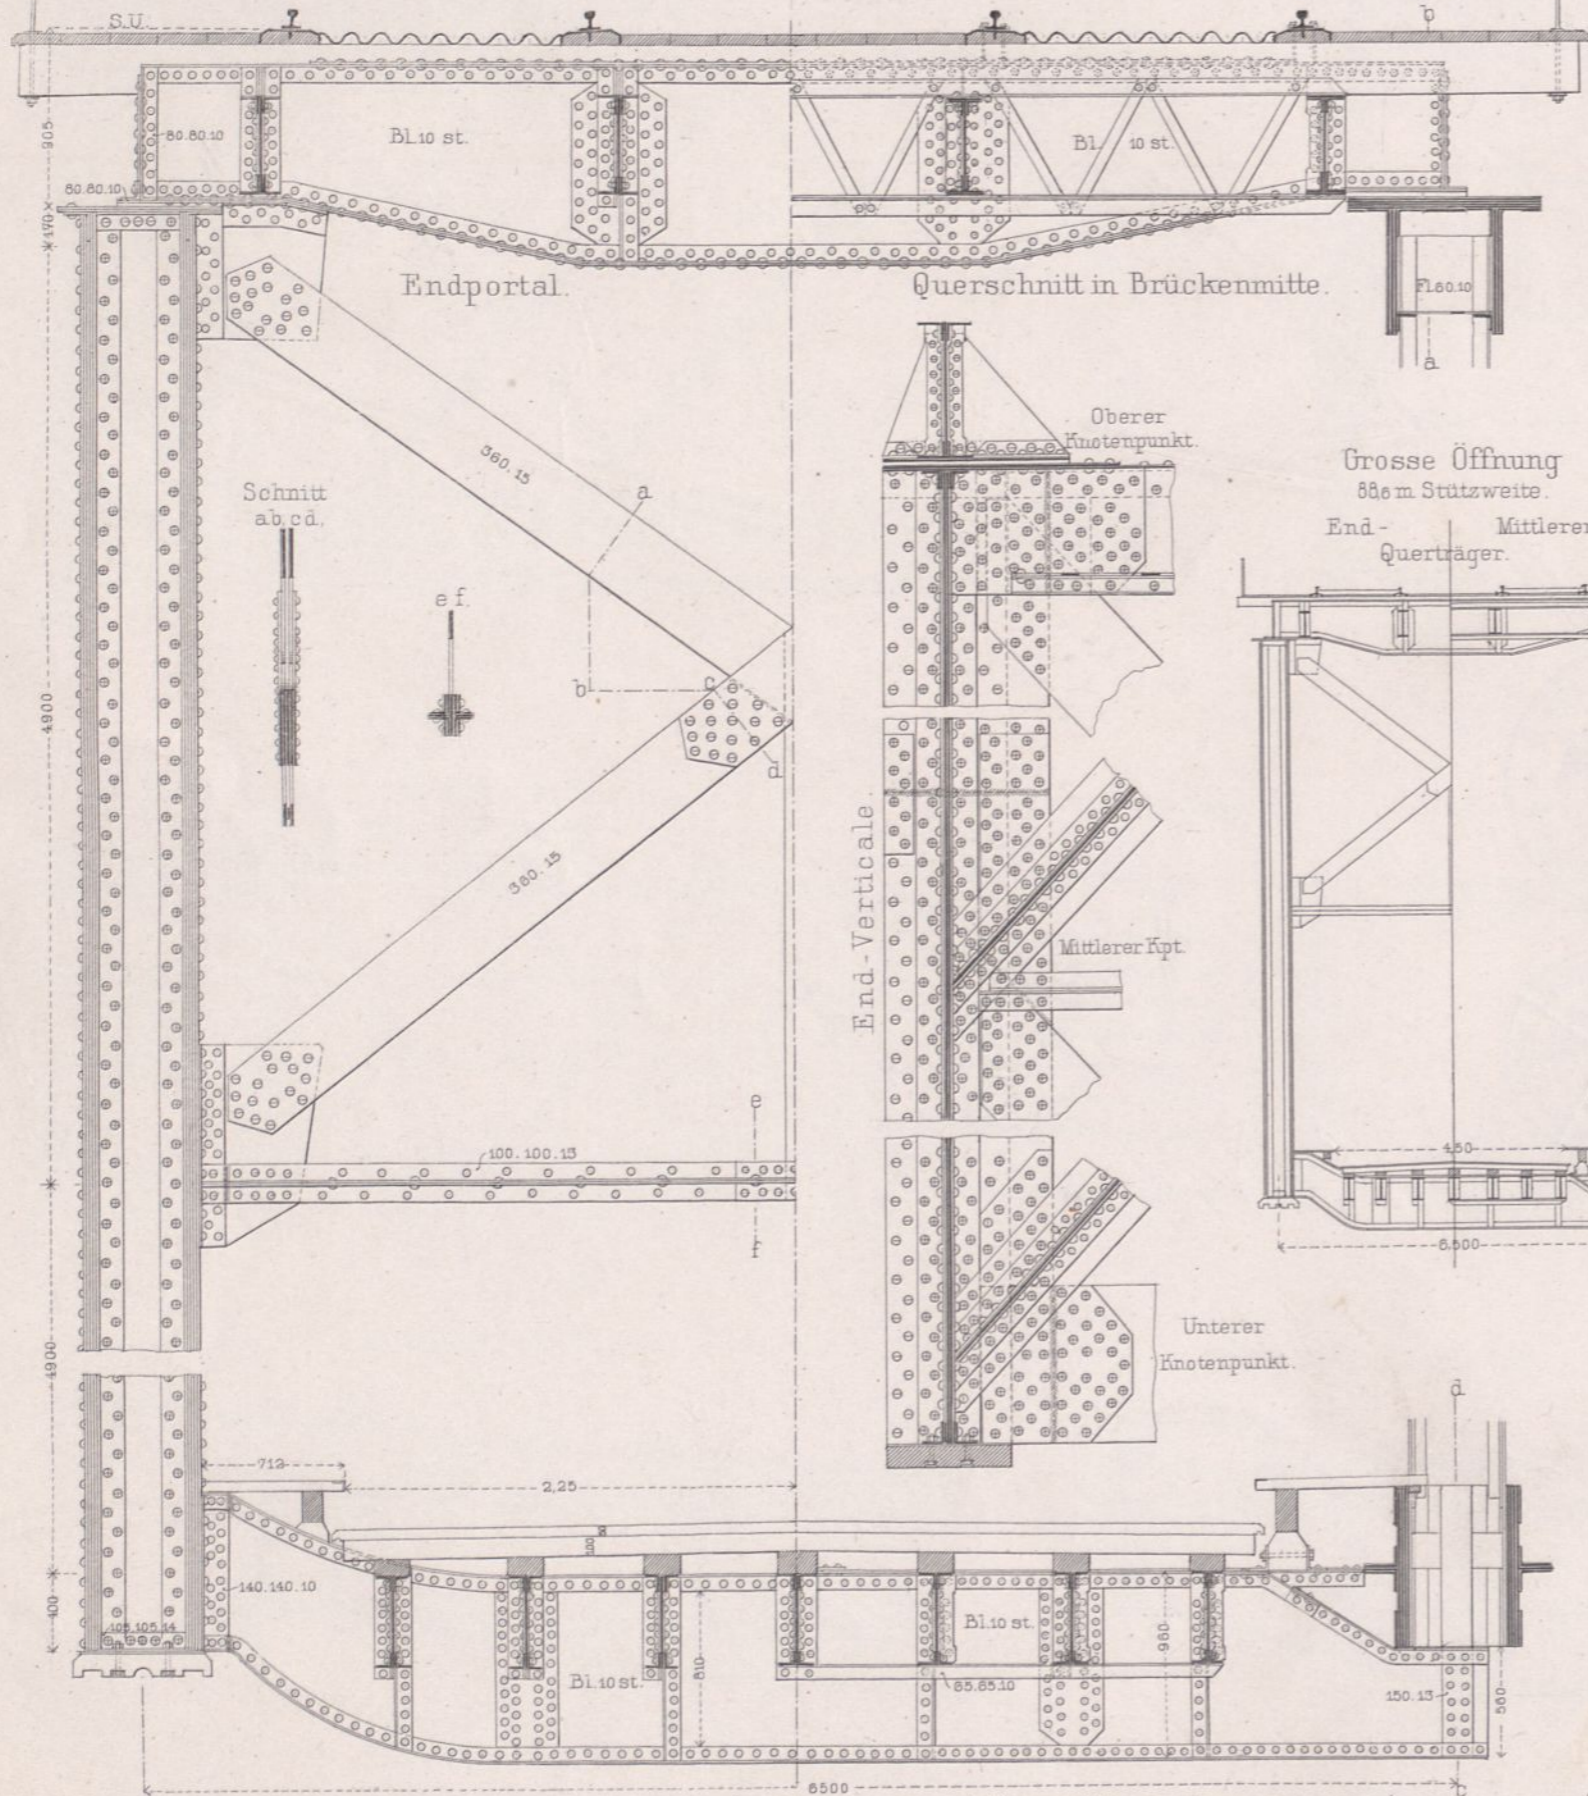 S.U.
b
80.80.10
Bl.10 st.
Bl. 10 st.
905
80.80.10
170
Endportal.
Querschnitt in Brückenmitte.
Fl.60.10
a
Oberer
Knotenpunkt.
Grosse Öffnung
88,6 m Stützweite.
End-
Mittlerer
Querträger.
360.15
a
Schnitt
ab.cd.
e f.
b
c
d
4900
360.15
End-Verticale.
Mittlerer Kpt.
e
100.100.13
f
4,50
6.500
Unterer
Knotenpunkt.
4900
d
712
2,25
100
140.140.10
105.105.14
400
Bl.10 st.
810
Bl.10 st.
960
65.65.10
150.13
560
6500
c